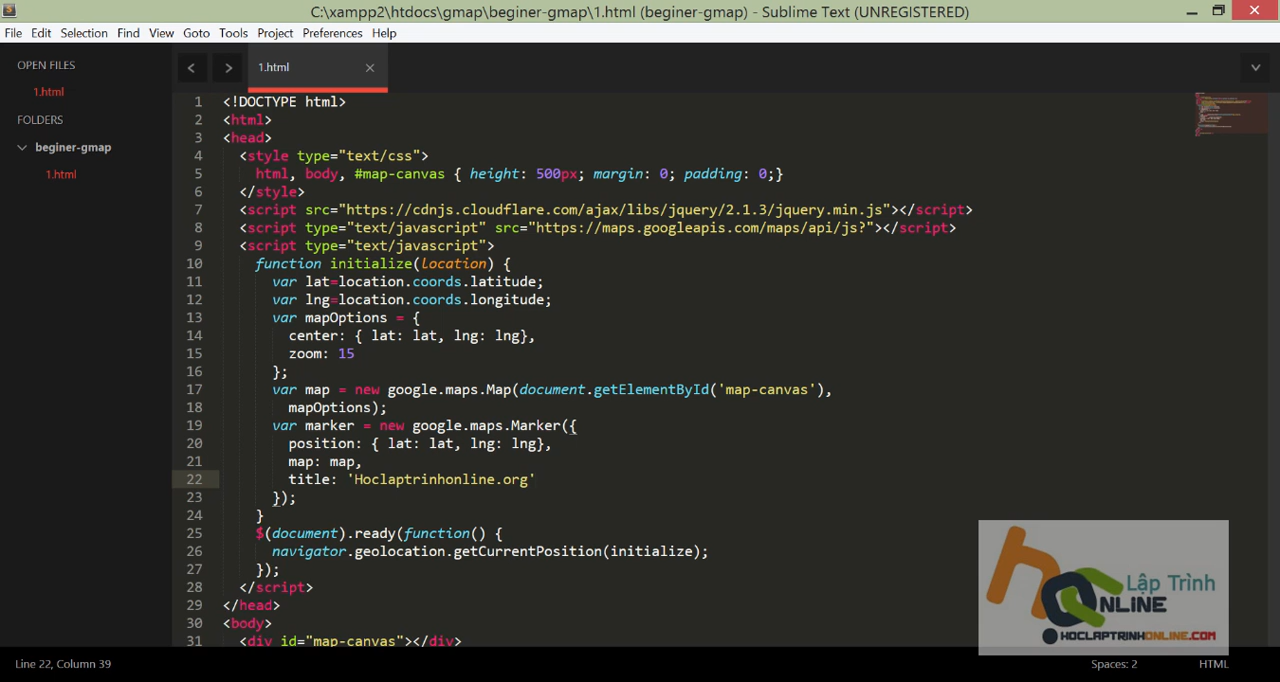 C:\xampp2\htdocs\gmap\beginer-gmap\1.html (beginer-gmap) - Sublime Text (UNREGISTERED)
File Edit Selection Find View Goto Tools Project Preferences Help
OPEN FILES
1.html
FOLDERS
beginer-gmap
1.html
1.html
1 <!DOCTYPE html>
2 <html>
3 <head>
4   <style type="text/css">
5     html, body, #map-canvas { height: 500px; margin: 0; padding: 0;}
6   </style>
7   <script src="https://cdnjs.cloudflare.com/ajax/libs/jquery/2.1.3/jquery.min.js"></script>
8   <script type="text/javascript" src="https://maps.googleapis.com/maps/api/js?"></script>
9   <script type="text/javascript">
10     function initialize(location) {
11       var lat=location.coords.latitude;
12       var lng=location.coords.longitude;
13       var mapOptions = {
14         center: { lat: lat, lng: lng},
15         zoom: 15
16       };
17       var map = new google.maps.Map(document.getElementById('map-canvas'),
18         mapOptions);
19       var marker = new google.maps.Marker({
20         position: { lat: lat, lng: lng},
21         map: map,
22         title: 'Hoclaptrinhonline.org'
23       });
24     }
25     $(document).ready(function() {
26       navigator.geolocation.getCurrentPosition(initialize);
27     });
28   </script>
29 </head>
30 <body>
31   <div id="map-canvas"></div>
Lập Trình
ONLINE
HOCLAPTRINHONLINE.COM
Line 22, Column 39
Spaces: 2
HTML